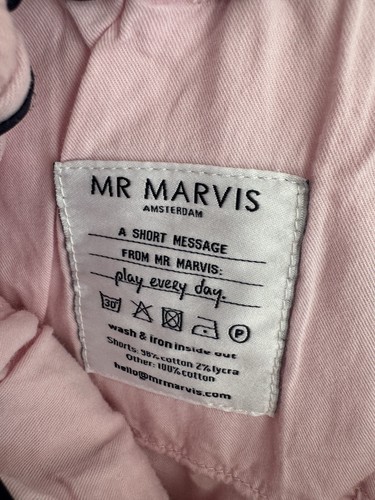 MR MARVIS
AMSTERDAM
A SHORT MESSAGE
FROM MR MARVIS:
play every day.
30° P
wash & iron inside out
Shorts: 98% cotton 2% lycra
Other: 100% cotton
hello@mrmarvis.com